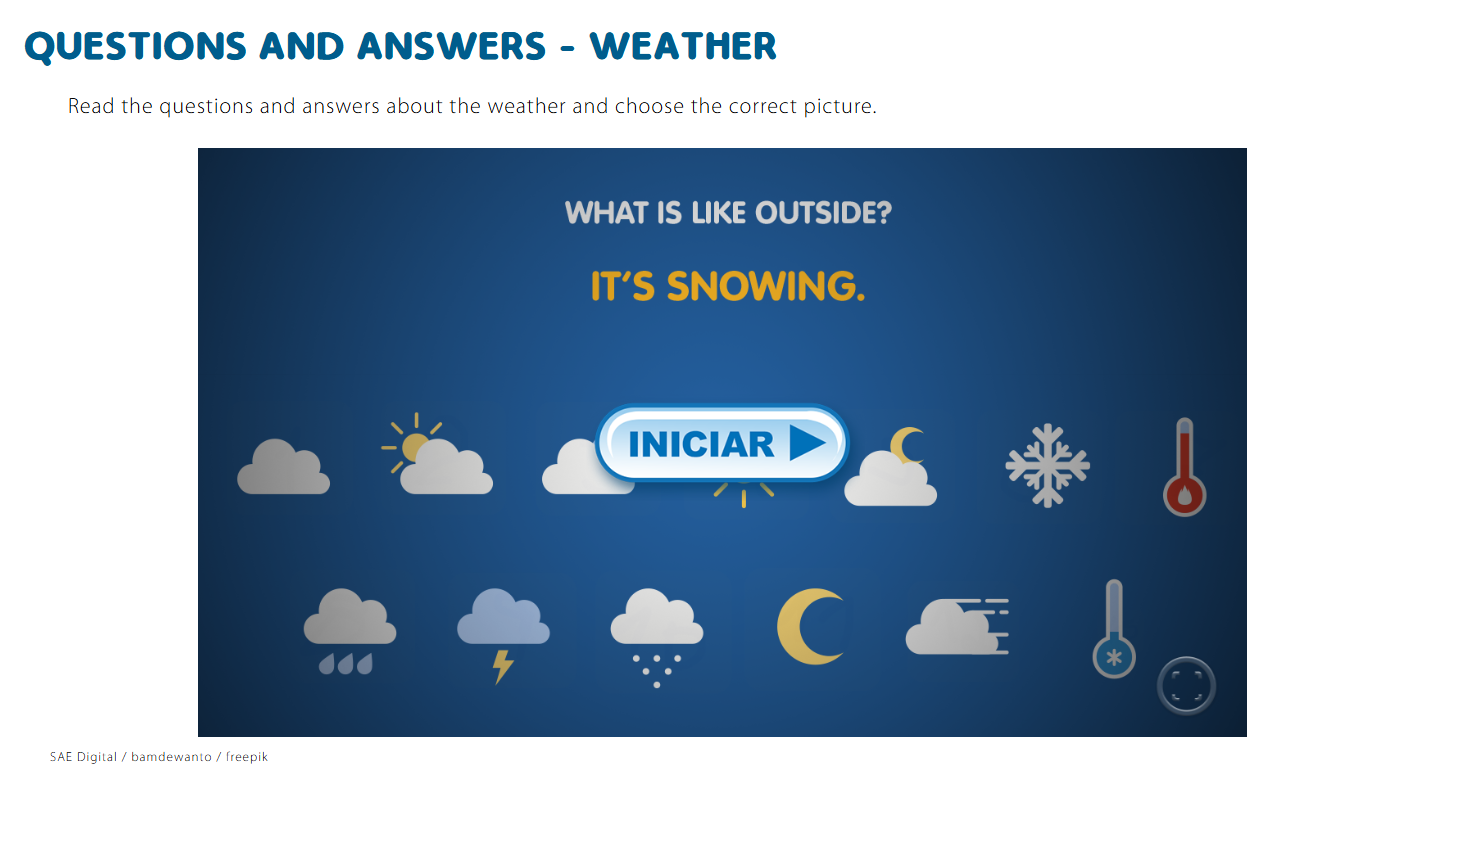 QUESTIONS AND ANSWERS - WEATHER
Read the questions and answers about the weather and choose the correct picture.
WHAT IS LIKE OUTSIDE?
IT'S SNOWING.
INICIAR
SAE Digital / bamdewanto / freepik